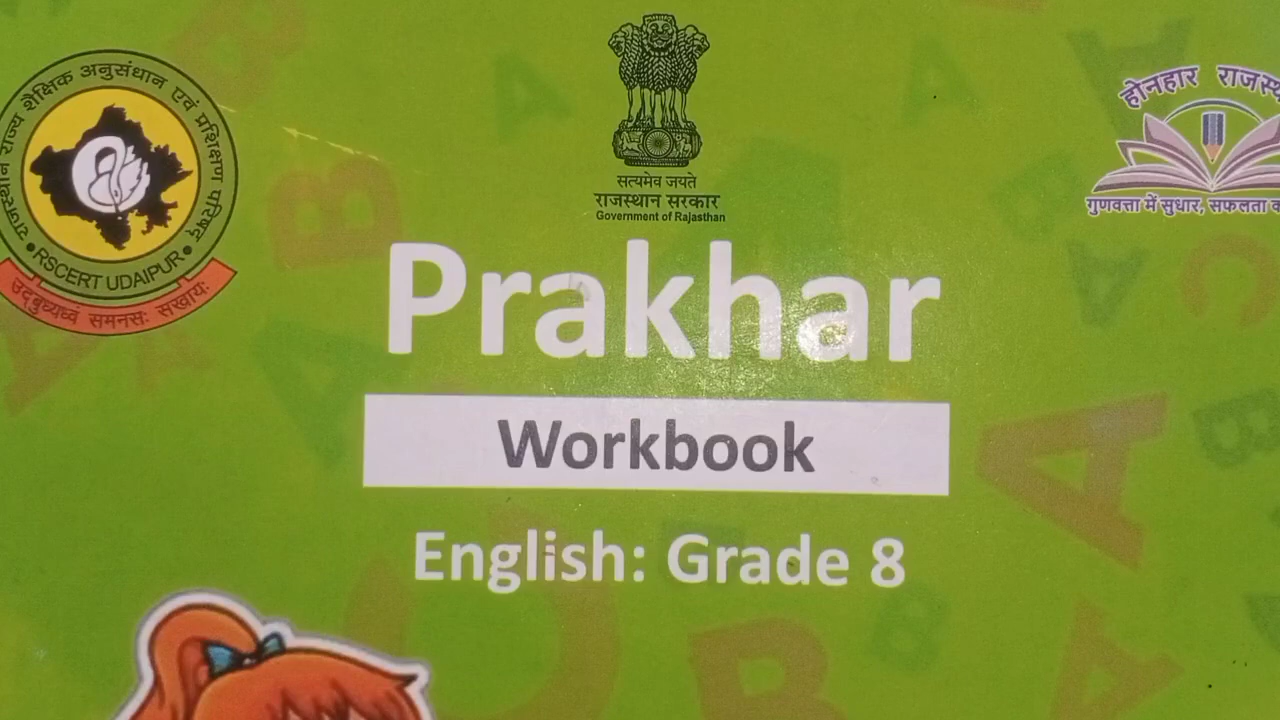 राजस्थान राज्य शैक्षिक अनुसंधान एवं प्रशिक्षण परिषद्
RSCERT UDAIPUR
उद्बुध्यध्वं समनसः सखायः
सत्यमेव जयते
राजस्थान सरकार
Government of Rajasthan
होनहार
गुणवत्ता में सुधार, सफलता
Prakhar
Workbook
English: Grade 8